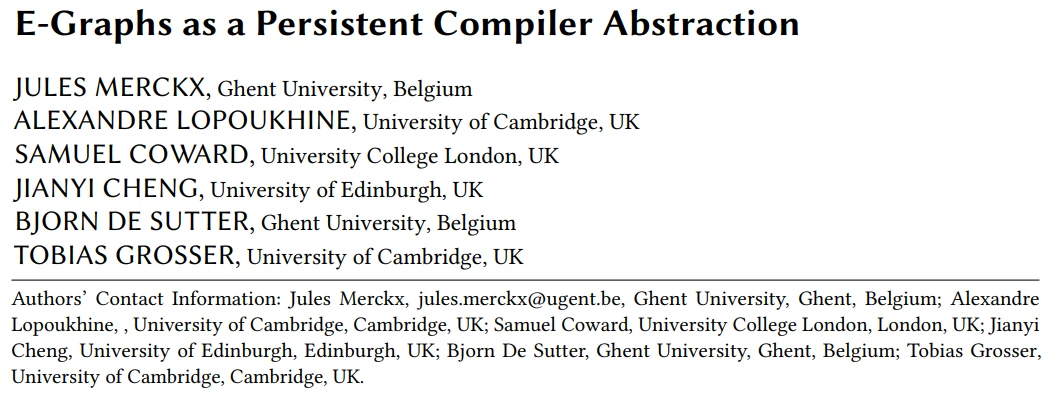 E-Graphs as a Persistent Compiler Abstraction
JULES MERCKX, Ghent University, Belgium
ALEXANDRE LOPOUKHINE, University of Cambridge, UK
SAMUEL COWARD, University College London, UK
JIANYI CHENG, University of Edinburgh, UK
BJORN DE SUTTER, Ghent University, Belgium
TOBIAS GROSSER, University of Cambridge, UK
Authors' Contact Information: Jules Merckx, jules.merckx@ugent.be, Ghent University, Ghent, Belgium; Alexandre
Lopoukhine, , University of Cambridge, Cambridge, UK; Samuel Coward, University College London, London, UK; Jianyi
Cheng, University of Edinburgh, Edinburgh, UK; Bjorn De Sutter, Ghent University, Ghent, Belgium; Tobias Grosser,
University of Cambridge, Cambridge, UK.